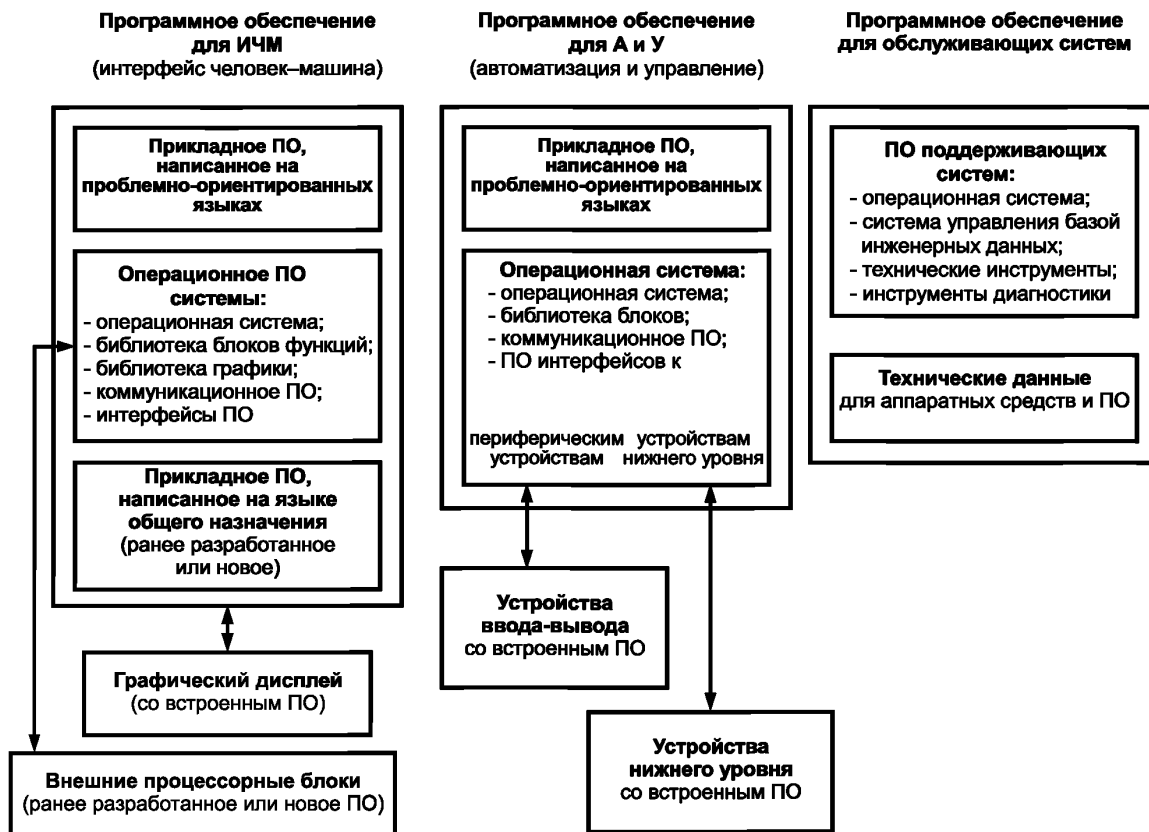 Программное обеспечение
для ИЧМ
(интерфейс человек–машина)
Прикладное ПО,
написанное на
проблемно-ориентированных
языках
Операционное ПО
системы:
- операционная система;
- библиотека блоков функций;
- библиотека графики;
- коммуникационное ПО;
- интерфейсы ПО
Прикладное ПО,
написанное на языке
общего назначения
(ранее разработанное
или новое)
Графический дисплей
(со встроенным ПО)
Внешние процессорные блоки
(ранее разработанное или новое ПО)
Программное обеспечение
для А и У
(автоматизация и управление)
Прикладное ПО,
написанное на
проблемно-ориентированных
языках
Операционная система:
- операционная система;
- библиотека блоков;
- коммуникационное ПО;
- ПО интерфейсов к
периферическим устройствам
устройствам нижнего уровня
Устройства
ввода-вывода
со встроенным ПО
Устройства
нижнего уровня
со встроенным ПО
Программное обеспечение
для обслуживающих систем
ПО поддерживающих
систем:
- операционная система;
- система управления базой
инженерных данных;
- технические инструменты;
- инструменты диагностики
Технические данные
для аппаратных средств и ПО